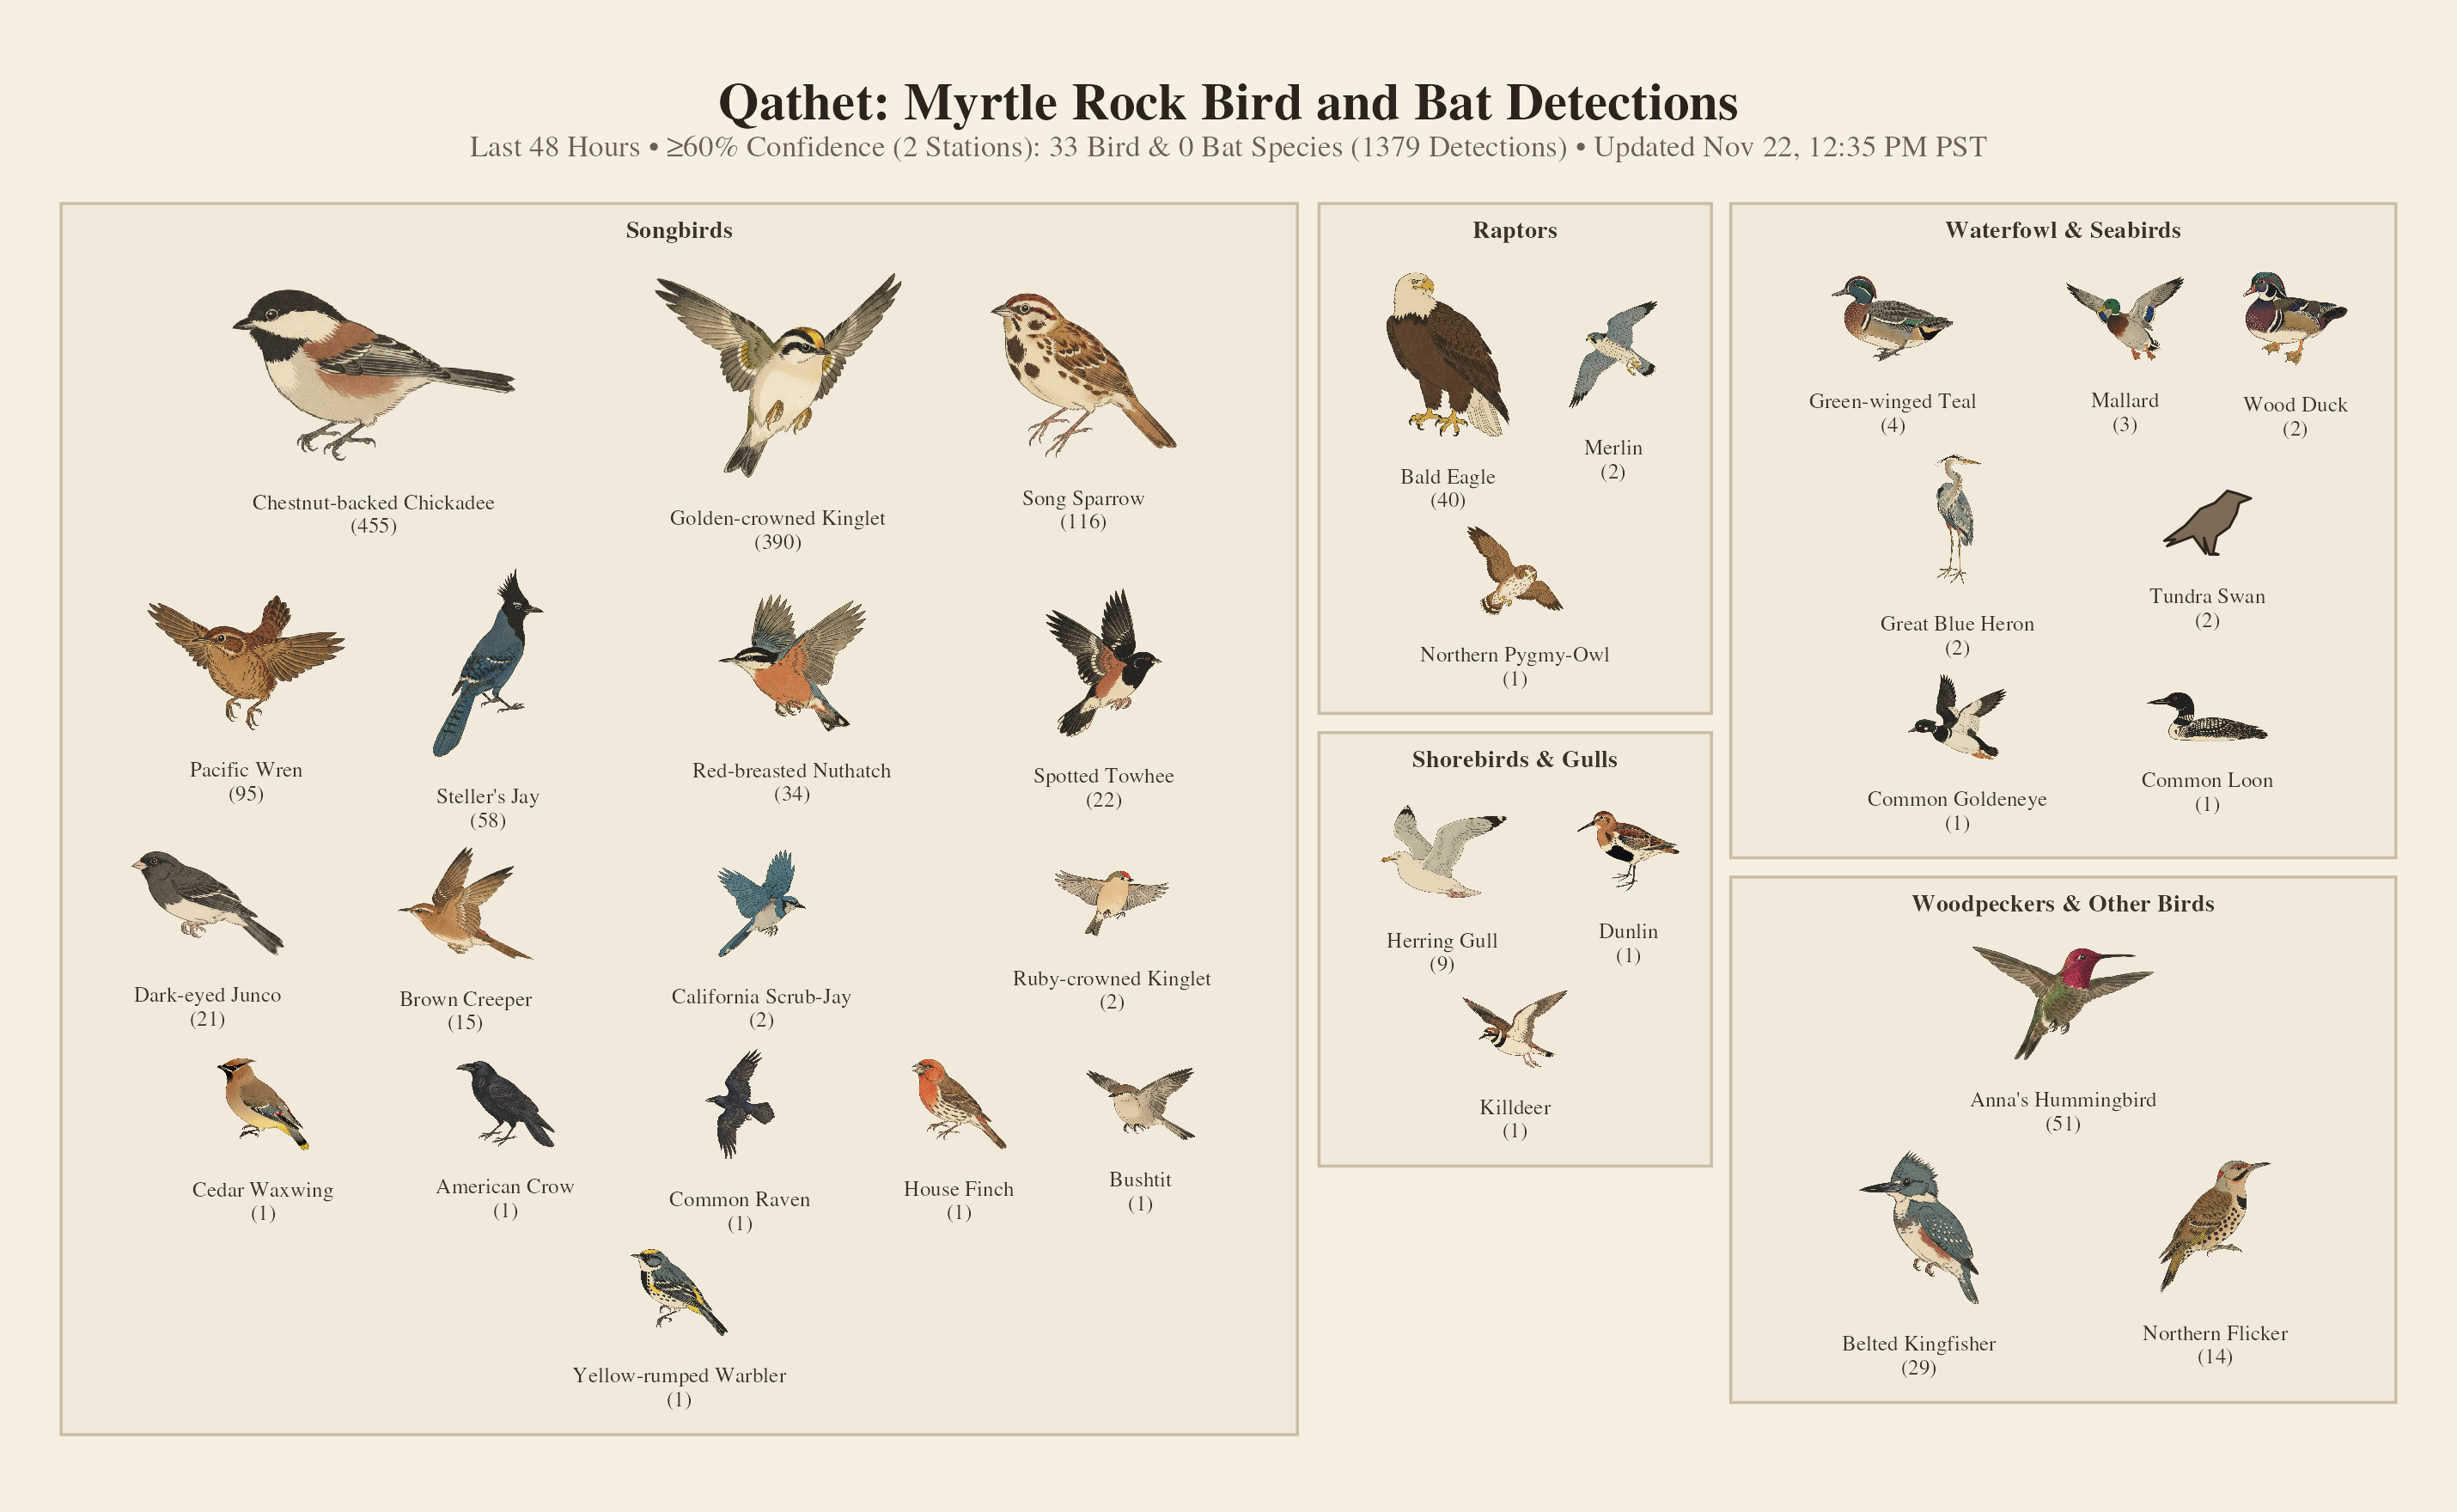 Qathet: Myrtle Rock Bird and Bat Detections
Last 48 Hours • ≥60% Confidence (2 Stations): 33 Bird & 0 Bat Species (1379 Detections) • Updated Nov 22, 12:35 PM PST
Songbirds
Chestnut-backed Chickadee
(455)
Golden-crowned Kinglet
(390)
Song Sparrow
(116)
Pacific Wren
(95)
Steller's Jay
(58)
Red-breasted Nuthatch
(34)
Spotted Towhee
(22)
Dark-eyed Junco
(21)
Brown Creeper
(15)
California Scrub-Jay
(2)
Ruby-crowned Kinglet
(2)
Cedar Waxwing
(1)
American Crow
(1)
Common Raven
(1)
House Finch
(1)
Bushtit
(1)
Yellow-rumped Warbler
(1)
Raptors
Bald Eagle
(40)
Merlin
(2)
Northern Pygmy-Owl
(1)
Shorebirds & Gulls
Herring Gull
(9)
Dunlin
(1)
Killdeer
(1)
Waterfowl & Seabirds
Green-winged Teal
(4)
Mallard
(3)
Wood Duck
(2)
Great Blue Heron
(2)
Tundra Swan
(2)
Common Goldeneye
(1)
Common Loon
(1)
Woodpeckers & Other Birds
Anna's Hummingbird
(51)
Belted Kingfisher
(29)
Northern Flicker
(14)